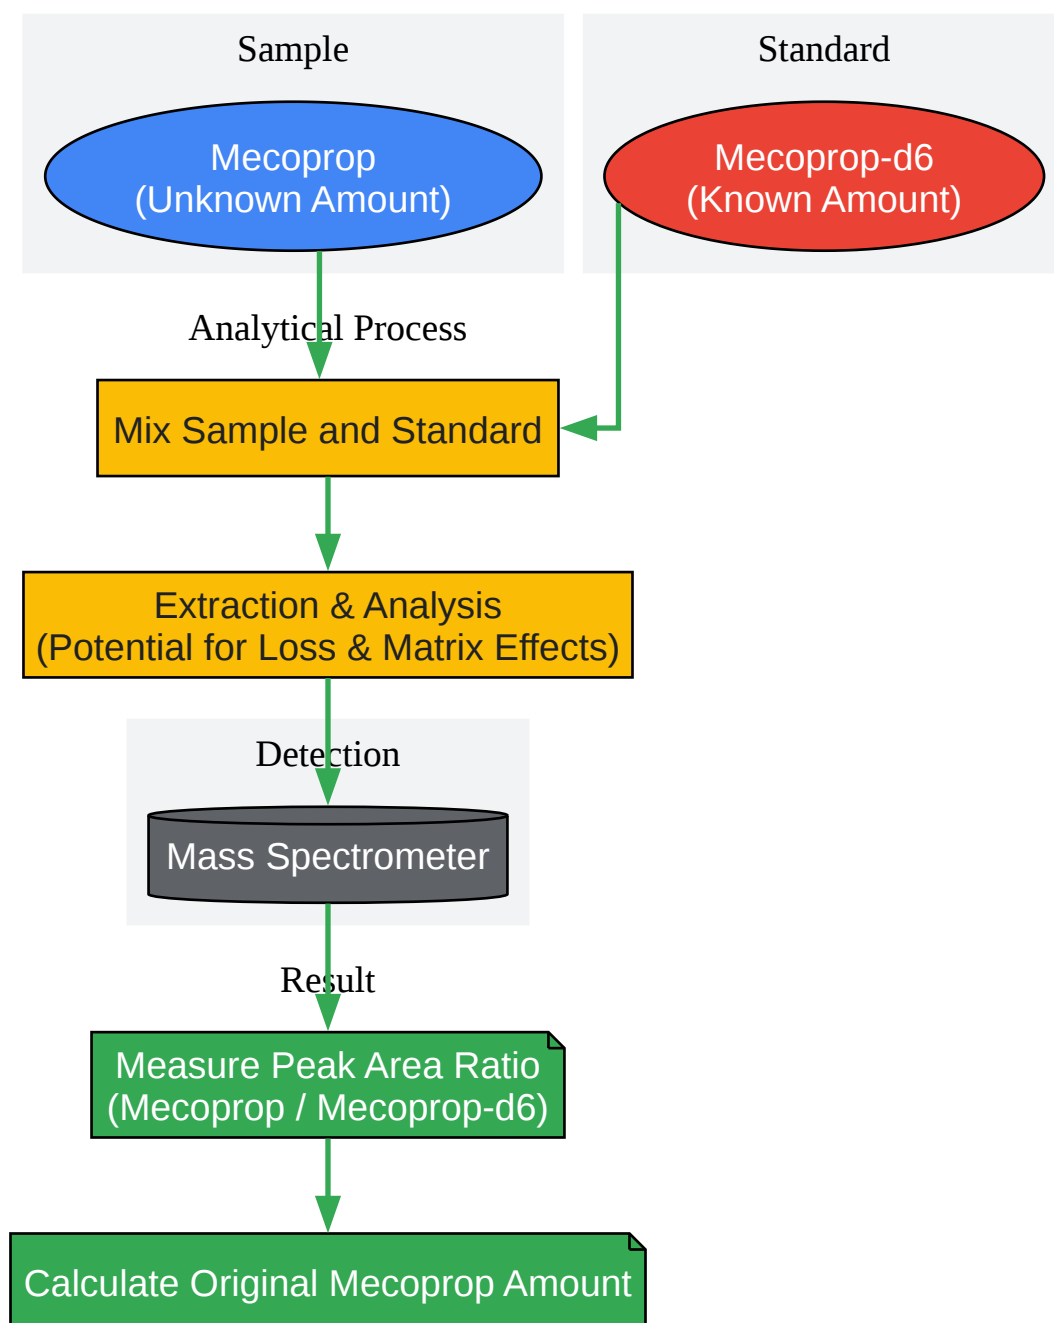 Sample
Standard
Mecoprop
(Unknown Amount)
Mecoprop-d6
(Known Amount)
Analytical Process
Mix Sample and Standard
Extraction & Analysis
(Potential for Loss & Matrix Effects)
Detection
Mass Spectrometer
Result
Measure Peak Area Ratio
(Mecoprop / Mecoprop-d6)
Calculate Original Mecoprop Amount